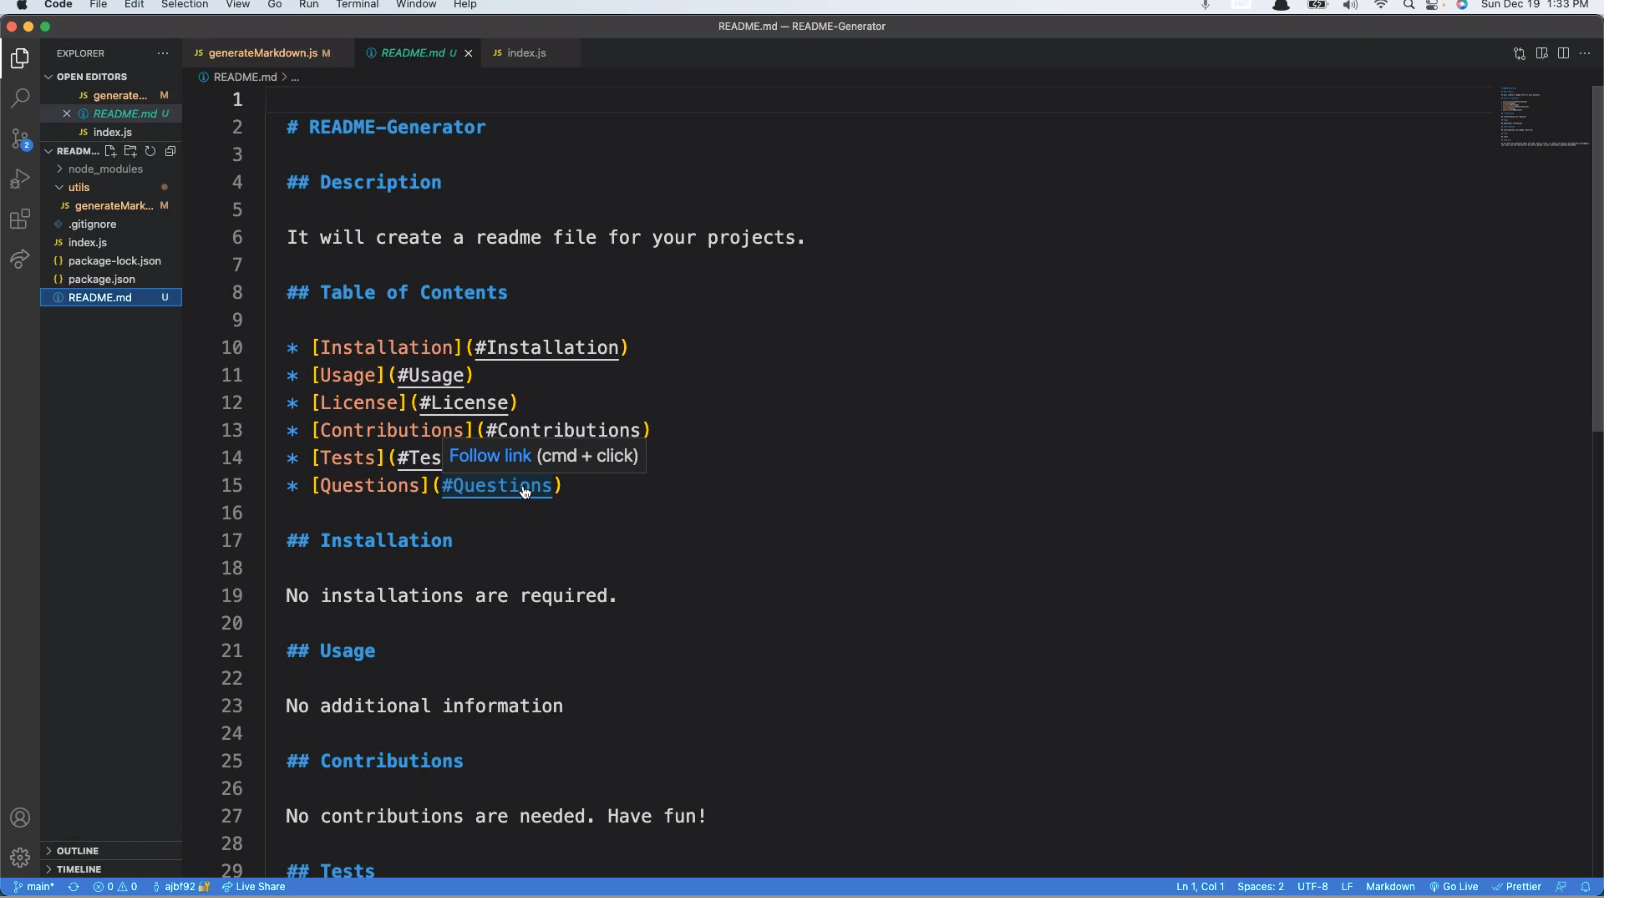 Code File Edit Selection View Go Run Terminal Window Help Sun Dec 19 1:33 PM
README.md — README-Generator
EXPLORER
JS generateMarkdown.js M README.md U JS index.js
OPEN EDITORS
README.md > ...
JS generate... M
README.md U
JS index.js
READM...
node_modules
utils
JS generateMark... M
.gitignore
JS index.js
{} package-lock.json
{} package.json
README.md U
1
2 # README-Generator
3
4 ## Description
5
6 It will create a readme file for your projects.
7
8 ## Table of Contents
9
10 * [Installation](#Installation)
11 * [Usage](#Usage)
12 * [License](#License)
13 * [Contributions](#Contributions)
14 * [Tests](#Tes
Follow link (cmd + click)
15 * [Questions](#Questions)
16
17 ## Installation
18
19 No installations are required.
20
21 ## Usage
22
23 No additional information
24
25 ## Contributions
26
27 No contributions are needed. Have fun!
28
29 ## Tests
OUTLINE
TIMELINE
2
main* 0 0 ajbf92 Live Share Ln 1, Col 1 Spaces: 2 UTF-8 LF Markdown Go Live Prettier